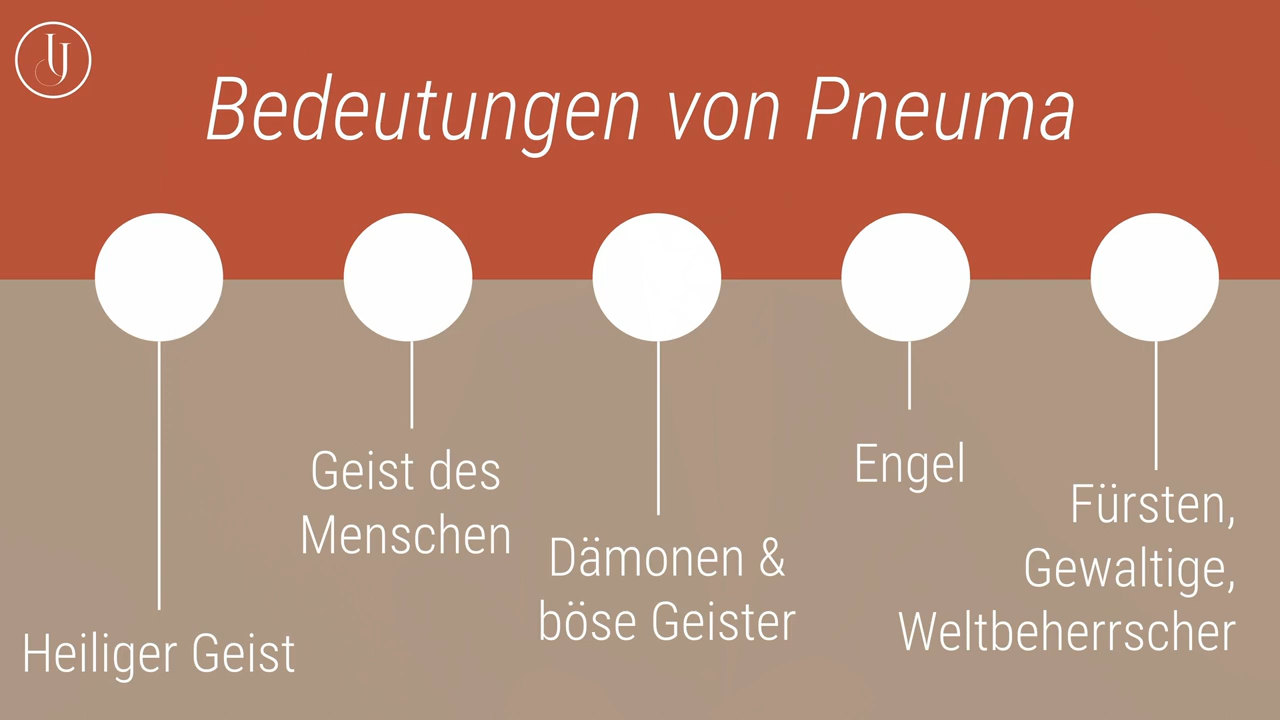 Bedeutungen von Pneuma
Heiliger Geist
Geist des
Menschen
Dämonen &
böse Geister
Engel
Fürsten,
Gewaltige,
Weltbeherrscher